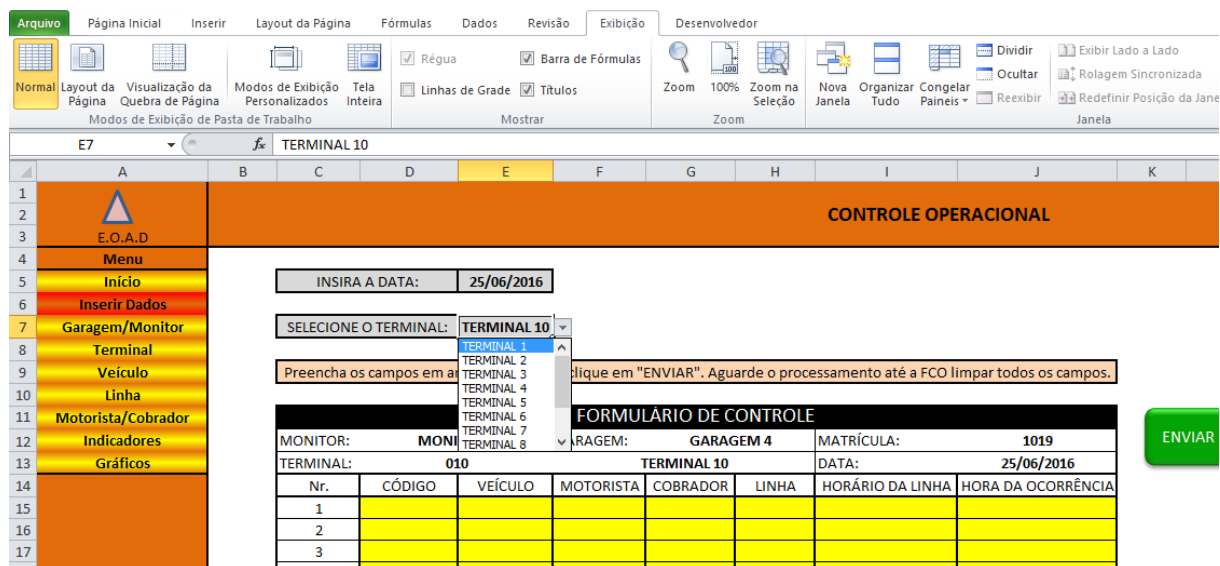 Arquivo Página Inicial Inserir Layout da Página Fórmulas Dados Revisão Exibição Desenvolvedor
Normal Layout da Página Visualização da Quebra de Página Modos de Exibição Personalizados Tela Inteira
Modos de Exibição de Pasta de Trabalho
Régua Barra de Fórmulas
Linhas de Grade Títulos
Mostrar
Zoom 100% Zoom na Seleção
Zoom
Nova Janela Organizar Tudo Congelar Paineis
Dividir Exibir Lado a Lado
Ocultar Rolagem Sincronizada
Reexibir Redefinir Posição da Jane
Janela
E7 fx TERMINAL 10
A B C D E F G H I J K
1
2 CONTROLE OPERACIONAL
3 E.O.A.D
4 Menu
5 Início INSIRA A DATA: 25/06/2016
6 Inserir Dados
7 Garagem/Monitor SELECIONE O TERMINAL: TERMINAL 10
TERMINAL 1
TERMINAL 2
TERMINAL 3
TERMINAL 4
TERMINAL 5
TERMINAL 6
TERMINAL 7
TERMINAL 8
8 Terminal
9 Veículo Preencha os campos em clique em "ENVIAR". Aguarde o processamento até a FCO limpar todos os campos.
10 Linha
11 Motorista/Cobrador FORMULÁRIO DE CONTROLE
12 Indicadores MONITOR: MONI ARAGEM: GARAGEM 4 MATRÍCULA: 1019 ENVIAR
13 Gráficos TERMINAL: 010 TERMINAL 10 DATA: 25/06/2016
14 Nr. CÓDIGO VEÍCULO MOTORISTA COBRADOR LINHA HORÁRIO DA LINHA HORA DA OCORRÊNCIA
15 1
16 2
17 3